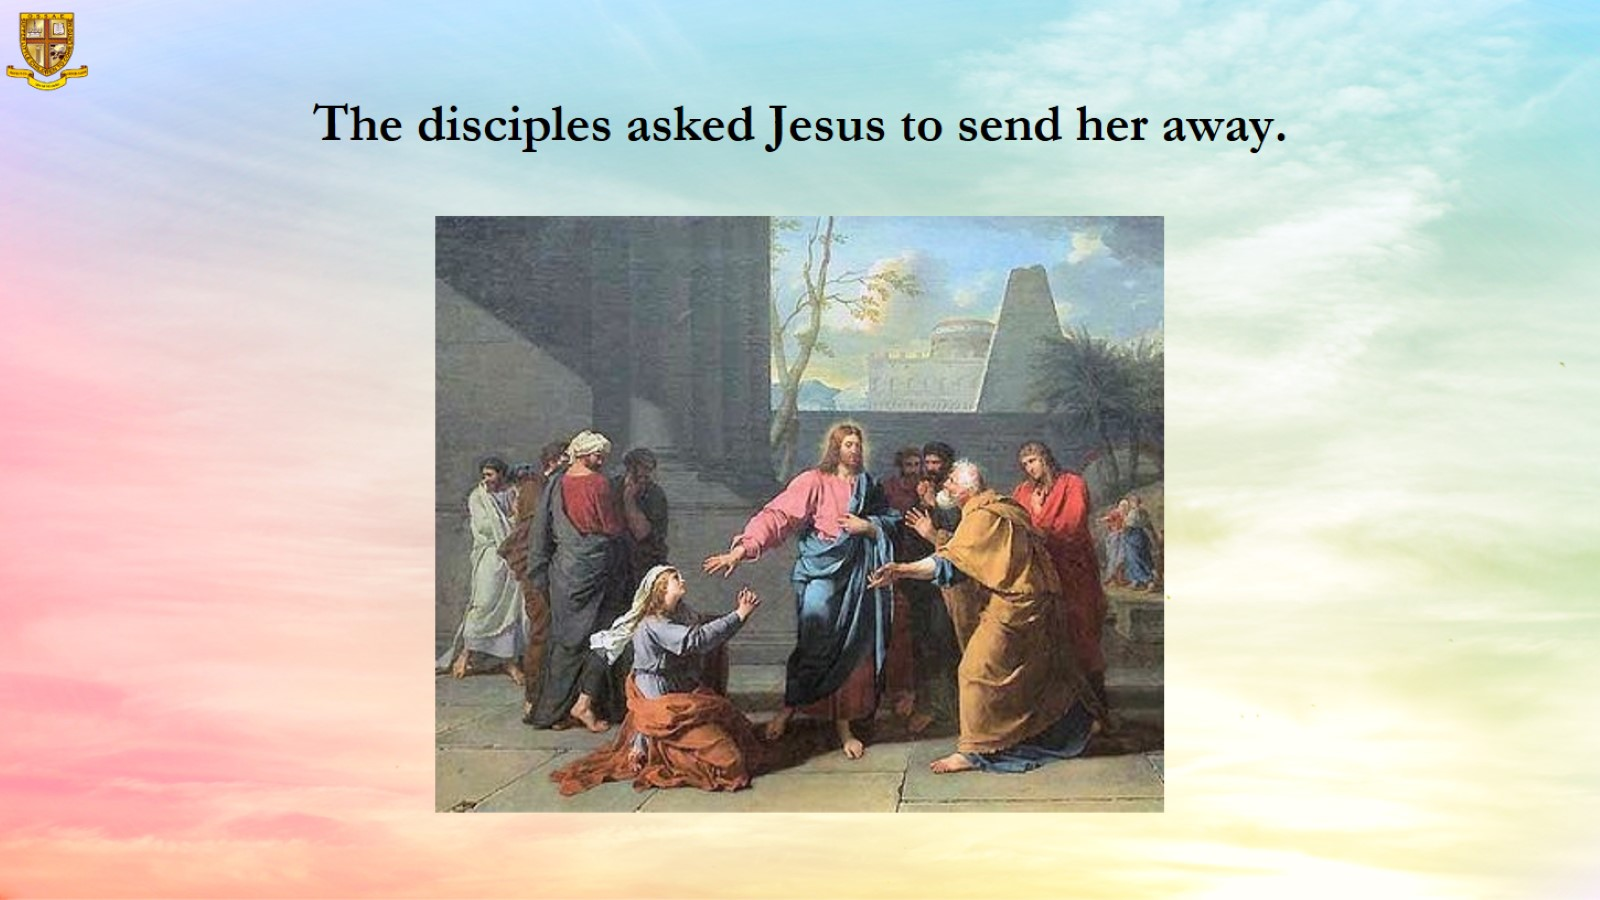 The disciples asked Jesus to send her away.